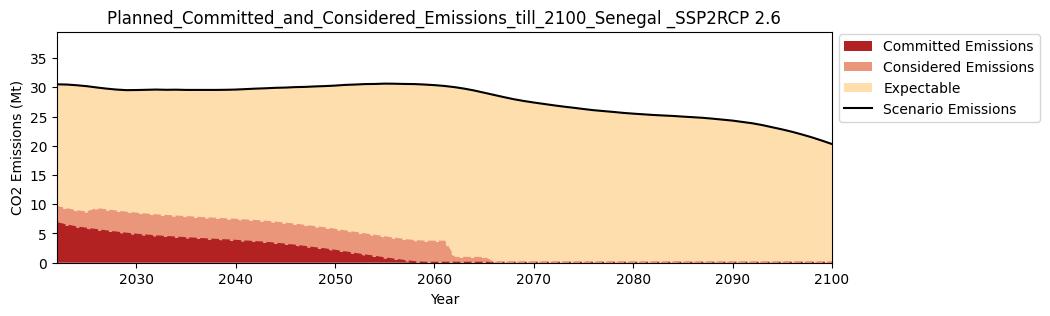 Planned_Committed_and_Considered_Emissions_till_2100_Senegal _SSP2RCP 2.6
CO2 Emissions (Mt)
35
30
25
20
15
10
5
0
2030 2040 2050 2060 2070 2080 2090 2100
Year
Committed Emissions
Considered Emissions
Expectable
Scenario Emissions